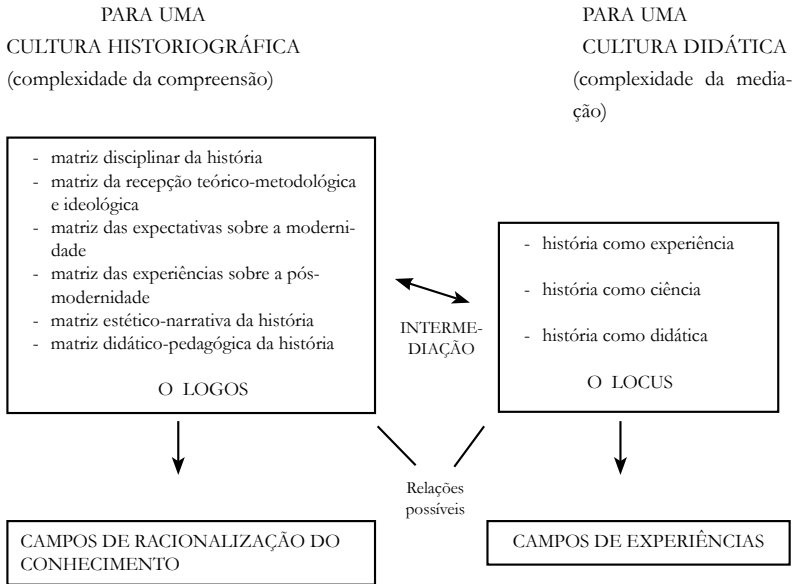 PARA UMA
CULTURA HISTORIOGRÁFICA
(complexidade da compreensão)
PARA UMA
CULTURA DIDÁTICA
(complexidade da media-
ção)
- matriz disciplinar da história
- matriz da recepção teórico-metodológica
e ideológica
- matriz das expectativas sobre a moderni-
dade
- matriz das experiências sobre a pós-
modernidade
- matriz estético-narrativa da história
- matriz didático-pedagógica da história
O LOGOS
INTERME-
DIAÇÃO
- história como experiência
- história como ciência
- história como didática
O LOCUS
Relações
possíveis
CAMPOS DE RACIONALIZAÇÃO DO
CONHECIMENTO
CAMPOS DE EXPERIÊNCIAS